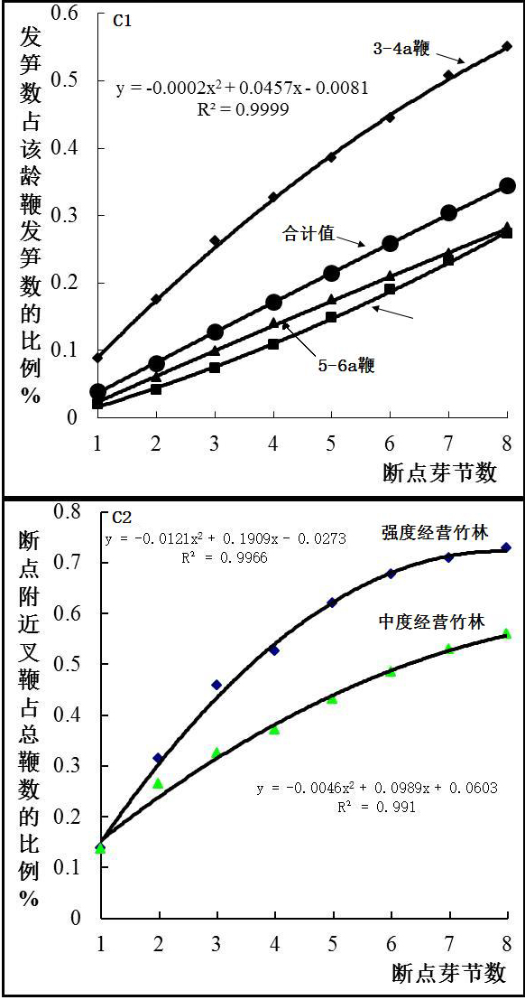 C1
发笋数占该龄鞭发笋数的比例%
0.6
0.5
0.4
0.3
0.2
0.1
0
3-4a鞭
y = -0.0002x² + 0.0457x - 0.0081
R² = 0.9999
合计值
5-6a鞭
1 2 3 4 5 6 7 8
断点芽节数
C2
断点附近叉鞭占总鞭数的比例%
0.8
0.7
0.6
0.5
0.4
0.3
0.2
0.1
0
y = -0.0121x² + 0.1909x - 0.0273
R² = 0.9966
强度经营竹林
中度经营竹林
y = -0.0046x² + 0.0989x + 0.0603
R² = 0.991
1 2 3 4 5 6 7 8
断点芽节数